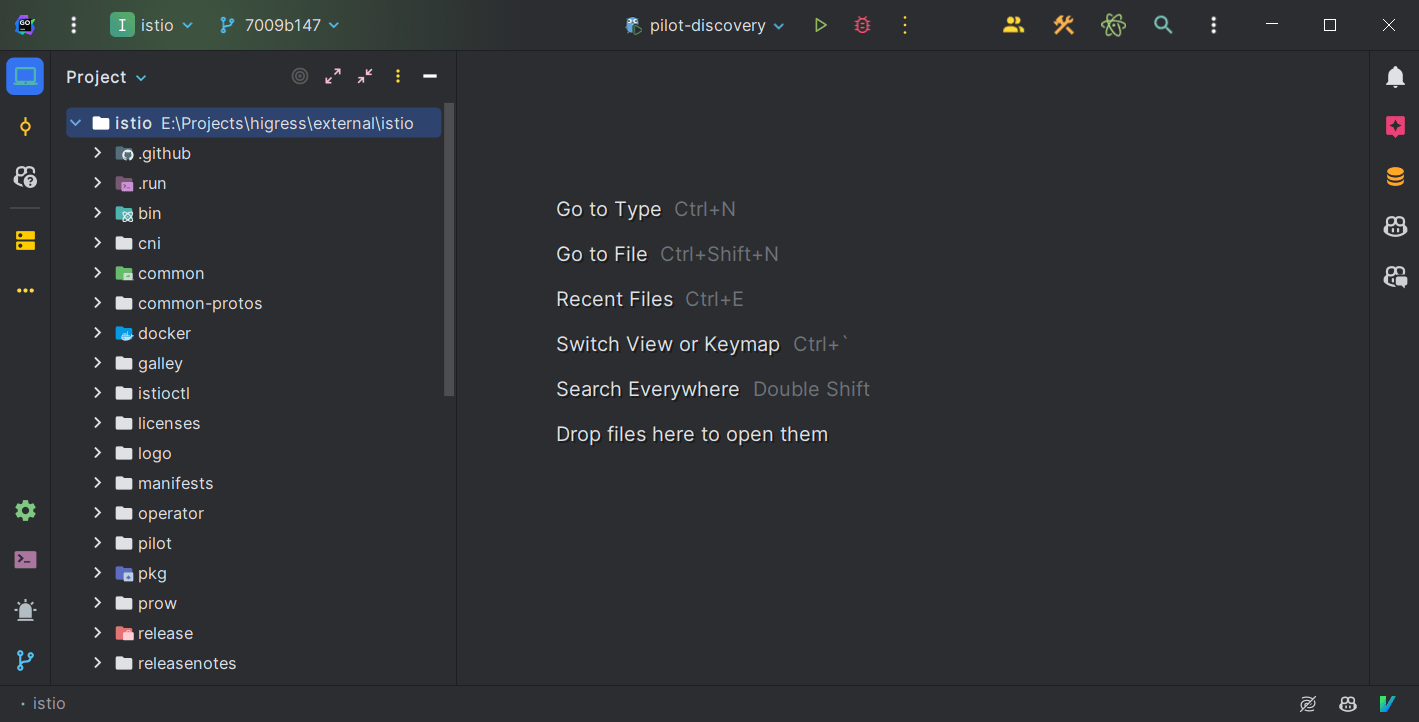 GO
I istio 7009b147 pilot-discovery
Project
istio E:\Projects\higress\external\istio
.github
.run
bin
cni
common
common-protos
docker
galley
istioctl
licenses
logo
manifests
operator
pilot
pkg
prow
release
releasenotes
Go to Type Ctrl+N
Go to File Ctrl+Shift+N
Recent Files Ctrl+E
Switch View or Keymap Ctrl+`
Search Everywhere Double Shift
Drop files here to open them
istio